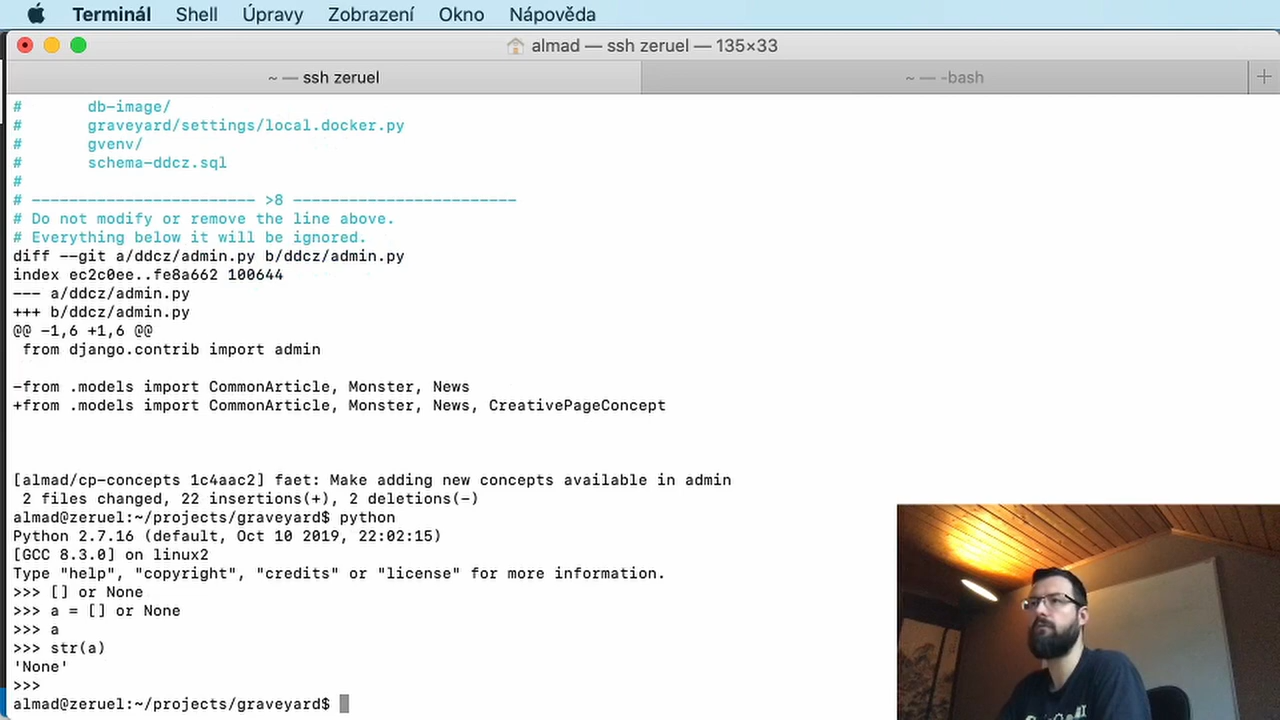 Terminál Shell Úpravy Zobrazení Okno Nápověda
almad — ssh zeruel — 135×33
~ — ssh zeruel
~ — -bash
# db-image/
# graveyard/settings/local.docker.py
# gvenv/
# schema-ddcz.sql
#
# ------------------------ >8 ------------------------
# Do not modify or remove the line above.
# Everything below it will be ignored.
diff --git a/ddcz/admin.py b/ddcz/admin.py
index ec2c0ee..fe8a662 100644
--- a/ddcz/admin.py
+++ b/ddcz/admin.py
@@ -1,6 +1,6 @@
from django.contrib import admin
-from .models import CommonArticle, Monster, News
+from .models import CommonArticle, Monster, News, CreativePageConcept
[almad/cp-concepts 1c4aac2] faet: Make adding new concepts available in admin
2 files changed, 22 insertions(+), 2 deletions(-)
almad@zeruel:~/projects/graveyard$ python
Python 2.7.16 (default, Oct 10 2019, 22:02:15)
[GCC 8.3.0] on linux2
Type "help", "copyright", "credits" or "license" for more information.
>>> [] or None
>>> a = [] or None
>>> a
>>> str(a)
'None'
>>>
almad@zeruel:~/projects/graveyard$